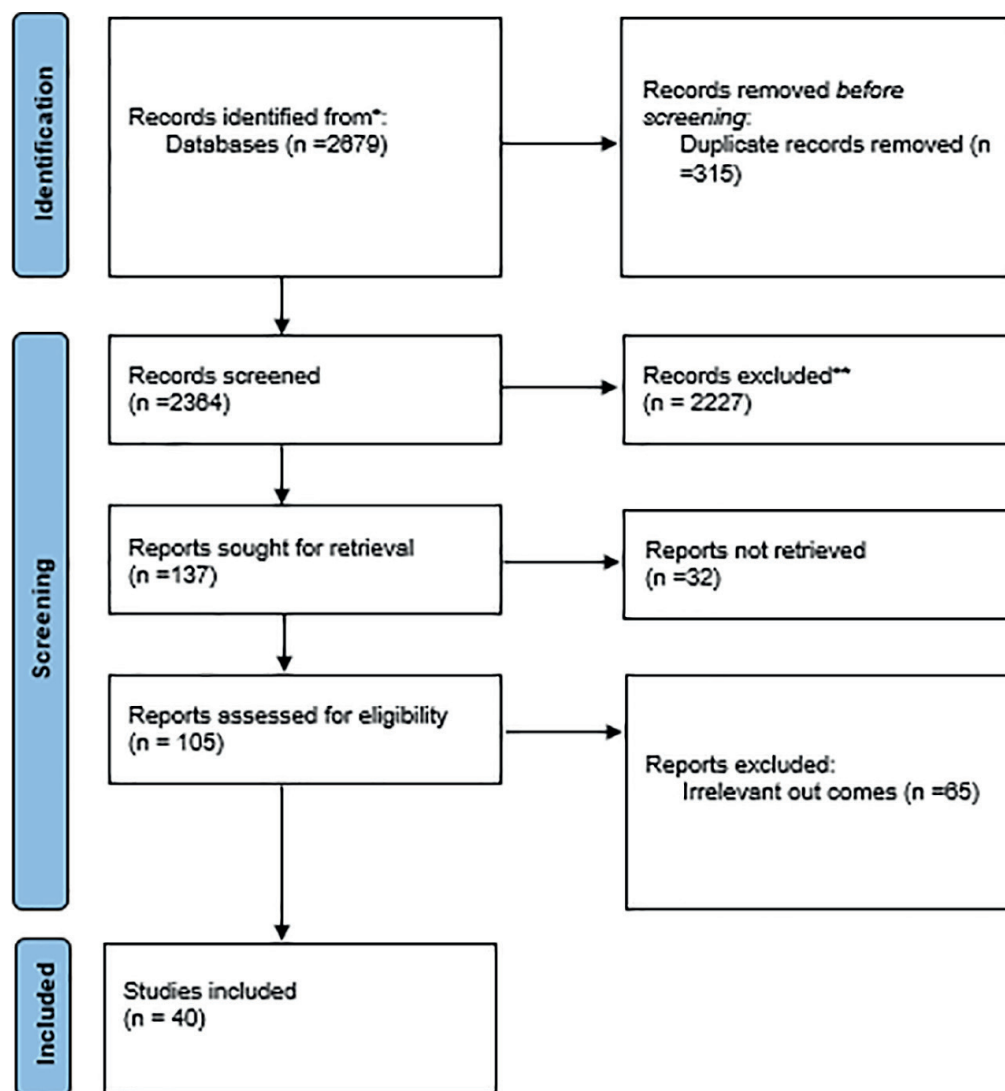 Identification
Records identified from*:
Databases (n =2679)
Records removed before
screening:
Duplicate records removed (n
=315)
Screening
Records screened
(n =2364)
Records excluded**
(n = 2227)
Reports sought for retrieval
(n =137)
Reports not retrieved
(n =32)
Reports assessed for eligibility
(n = 105)
Reports excluded:
Irrelevant out comes (n =65)
Included
Studies included
(n = 40)